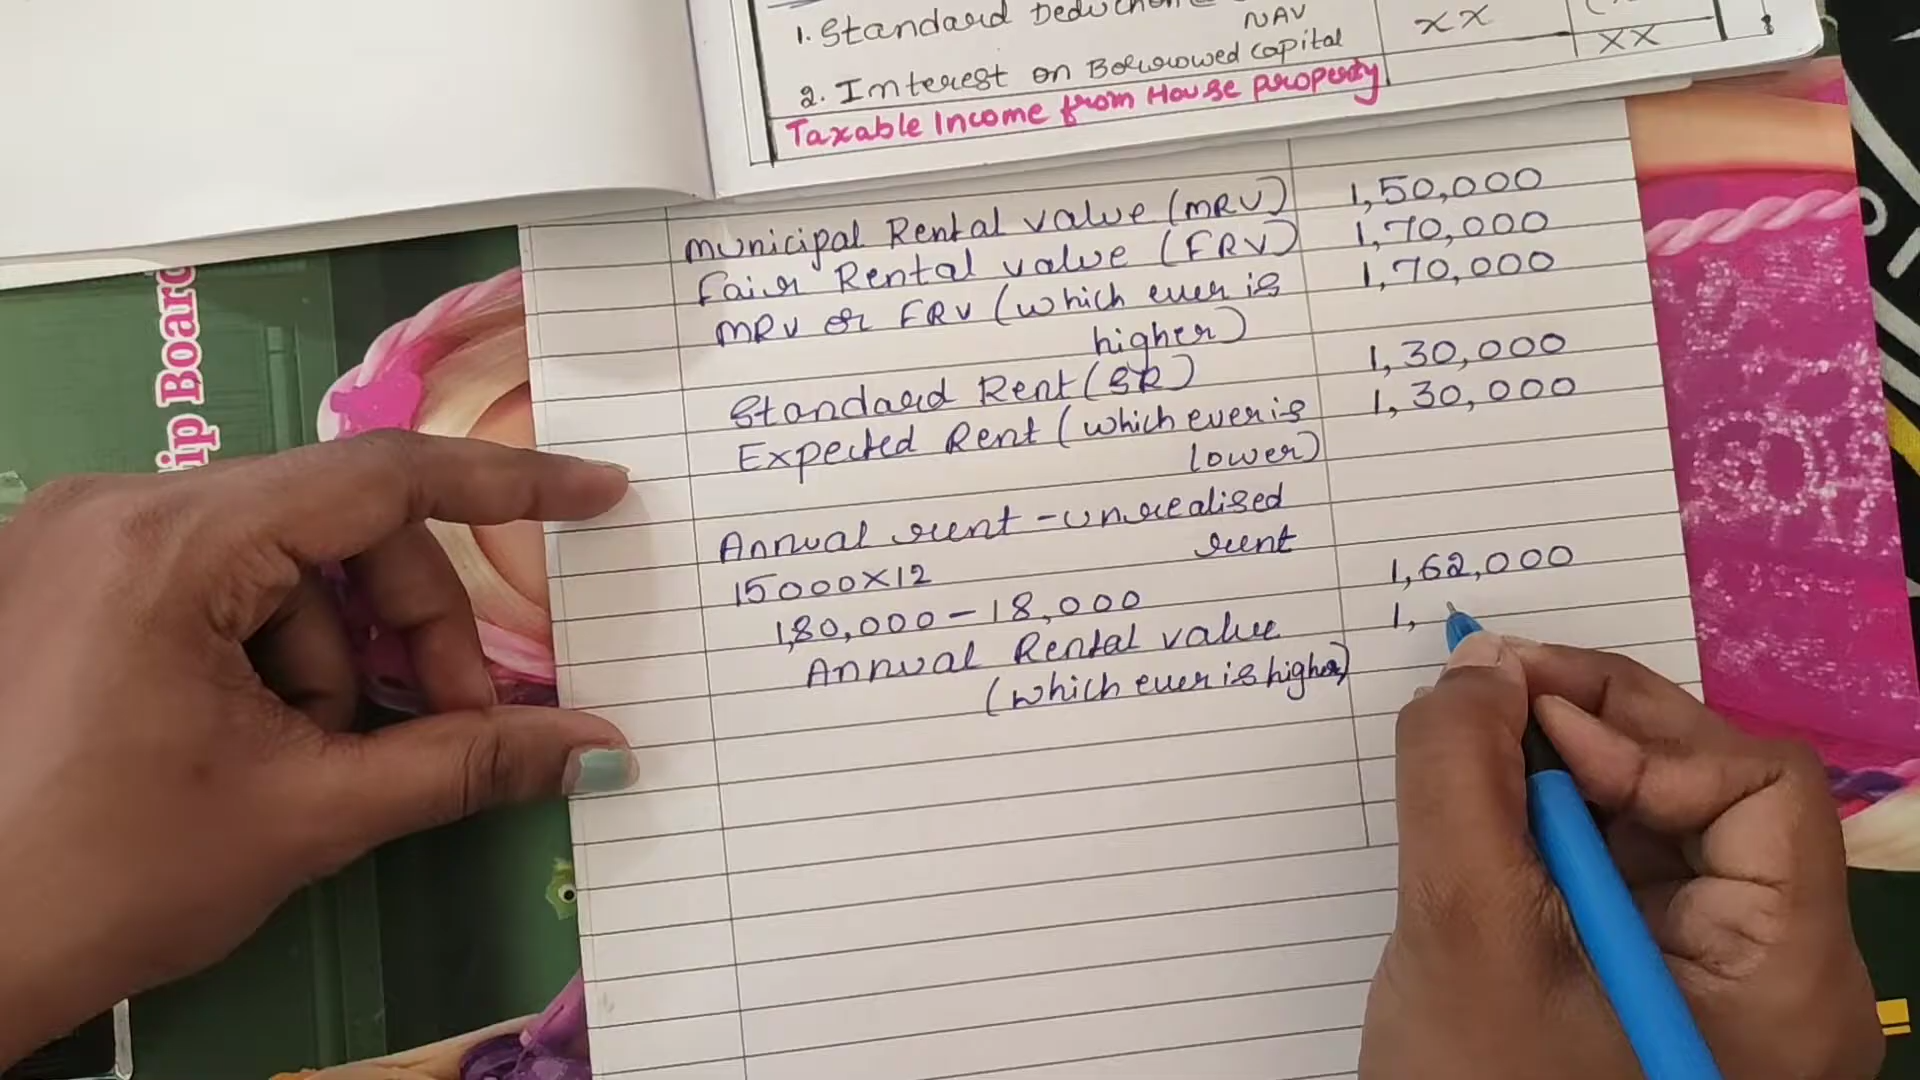 1. Standard Deduction
NAV
XX
2. Interest on Borrowed capital
XX
Taxable Income from House property
ip Board
Municipal Rental value (MRV) 1,50,000
Fair Rental value (FRV) 1,70,000
MRV or FRV (which ever is 1,70,000
higher)
Standard Rent (SR) 1,30,000
Expected Rent (which ever is 1,30,000
lower)
Annual rent - unrealised
rent
15000X12
1,80,000 - 18,000 1,62,000
Annual Rental value 1,
(which ever is higher)